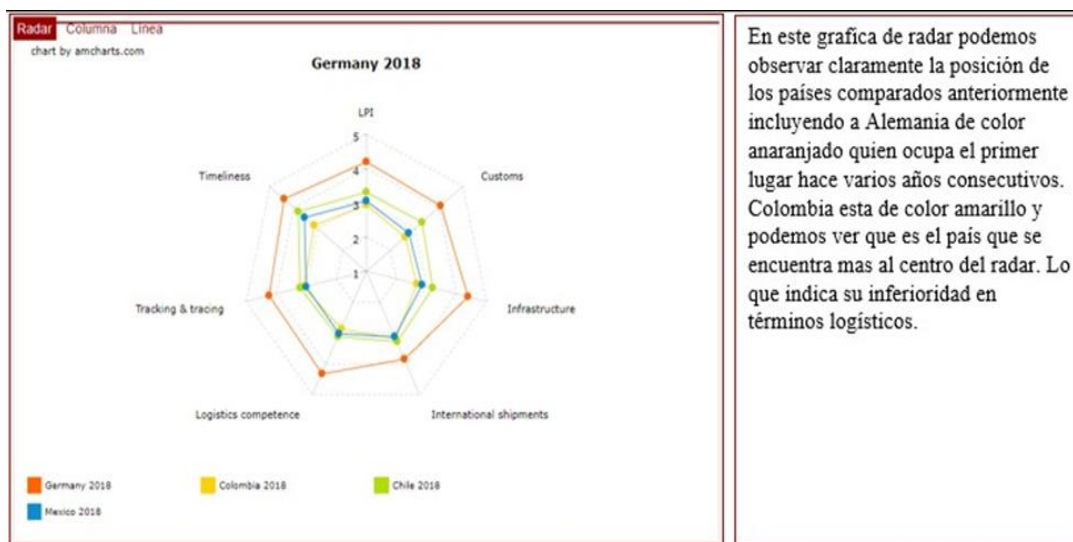 Radar Columna Línea
chart by amcharts.com
Germany 2018
LPI
5
4
3
2
1
Timeliness
Customs
Tracking & tracing
Infrastructure
Logistics competence
International shipments
Germany 2018
Colombia 2018
Chile 2018
Mexico 2018
En este grafíca de radar podemos
observar claramente la posición de
los países comparados anteriormente
incluyendo a Alemania de color
anaranjado quien ocupa el primer
lugar hace varios años consecutivos.
Colombia esta de color amarillo y
podemos ver que es el país que se
encuentra mas al centro del radar. Lo
que indica su inferioridad en
términos logísticos.